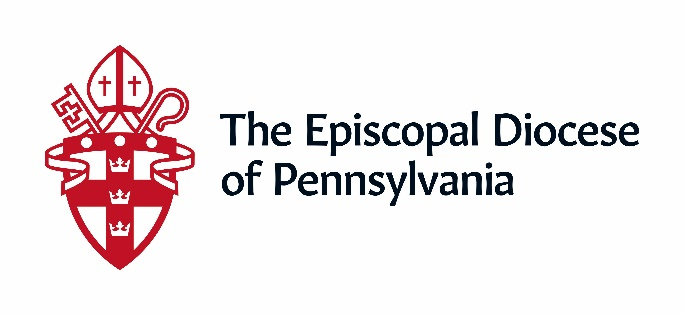 The Episcopal Diocese
of Pennsylvania